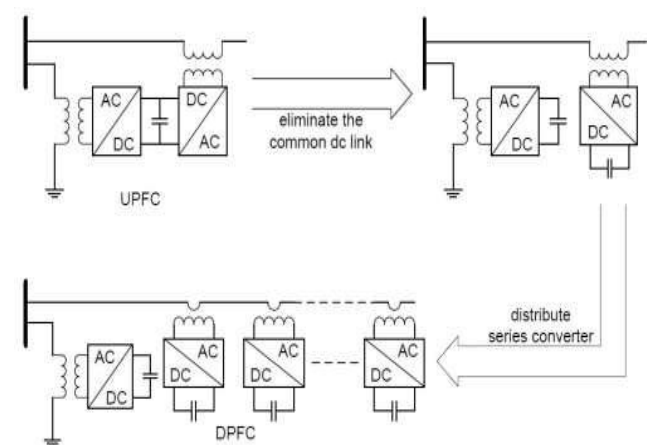 AC
DC
DC
AC
UPFC
eliminate the
common dc link
AC
DC
AC
DC
distribute
series converter
AC
DC
AC
DC
AC
DC
AC
DC
DPFC